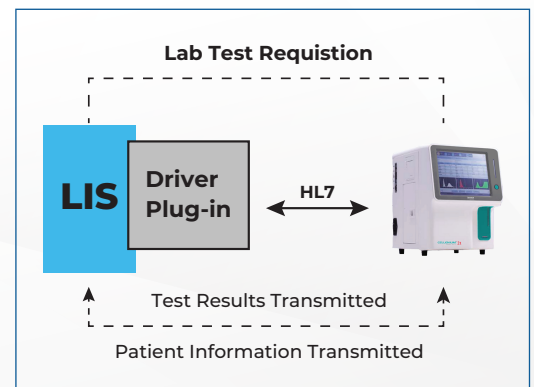 Lab Test Requistion
LIS
Driver
Plug-in
HL7
Test Results Transmitted
Patient Information Transmitted